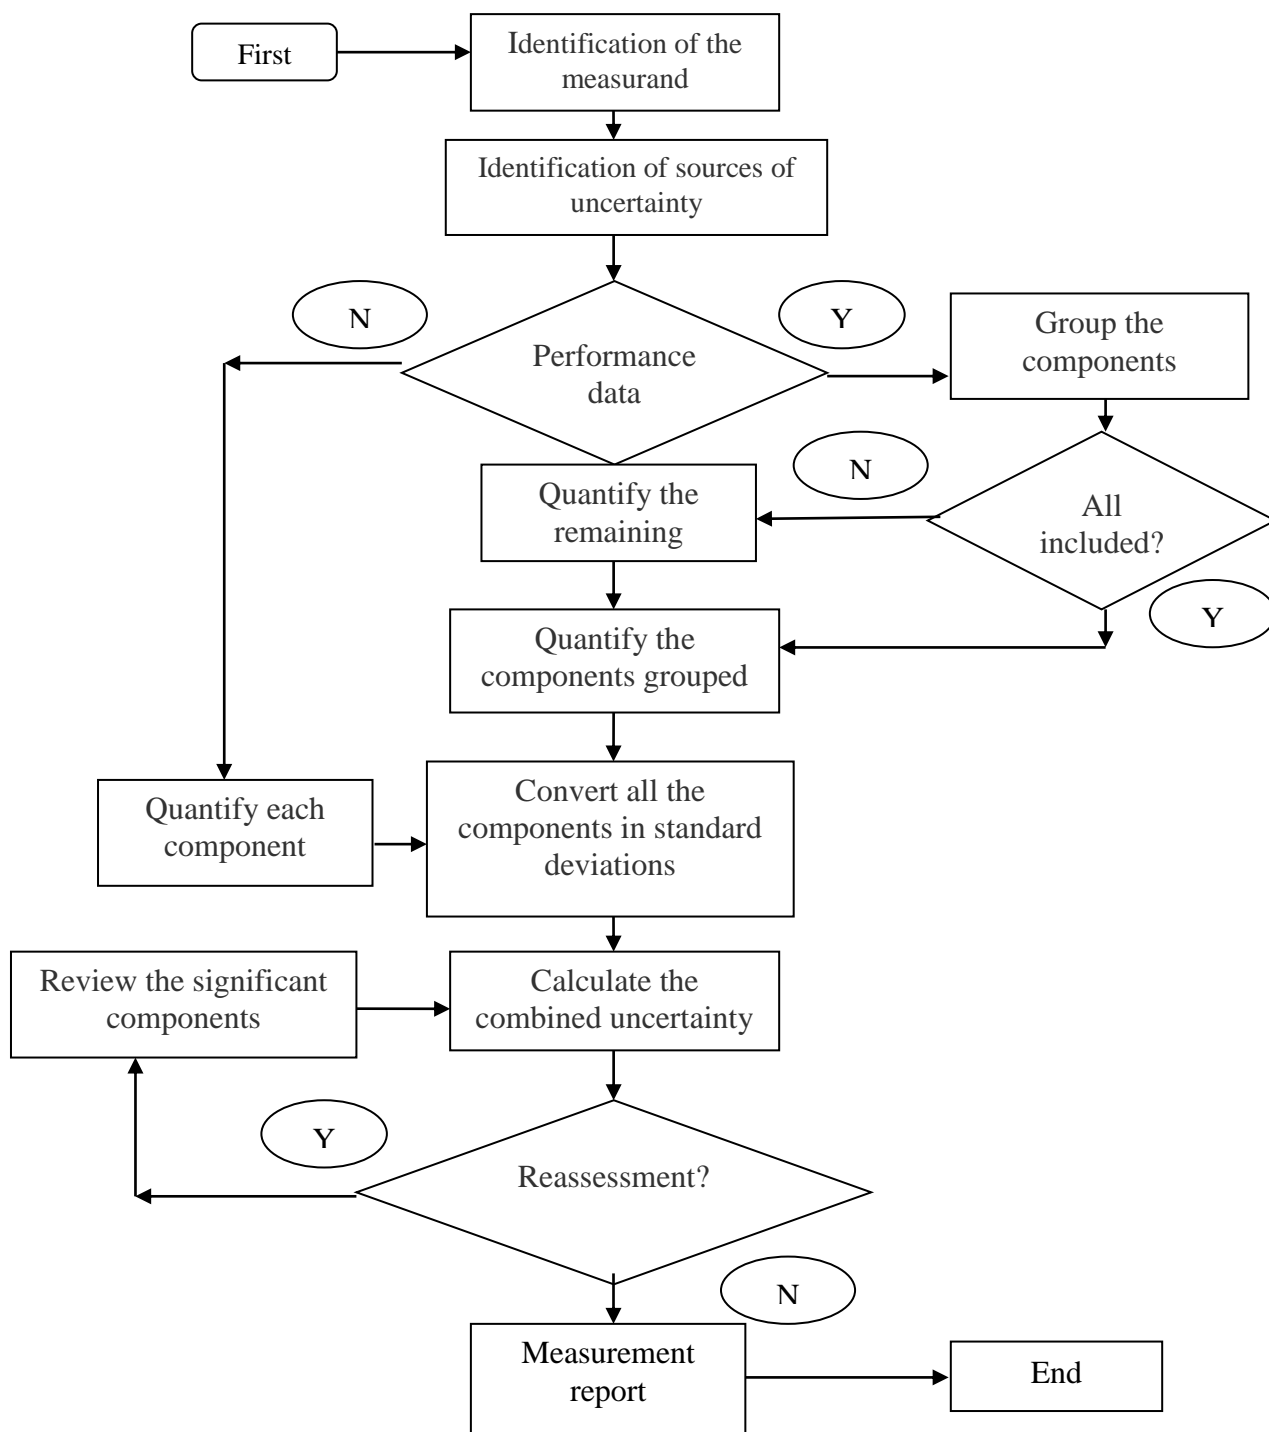 First
Identification of the
measurand
Identification of sources of
uncertainty
N
Y
Performance
data
Group the
components
N
Quantify the
remaining
All
included?
Y
Quantify the
components grouped
Quantify each
component
Convert all the
components in standard
deviations
Review the significant
components
Calculate the
combined uncertainty
Y
Reassessment?
N
Measurement
report
End